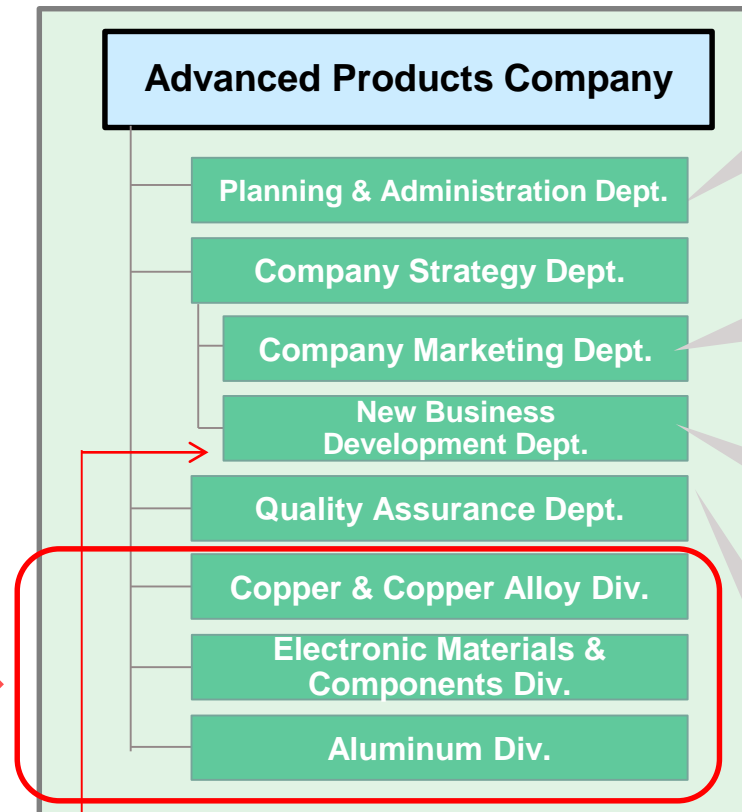 Advanced Products Company
Planning & Administration Dept.
Company Strategy Dept.
Company Marketing Dept.
New Business
Development Dept.
Quality Assurance Dept.
Copper & Copper Alloy Div.
Electronic Materials &
Components Div.
Aluminum Div.